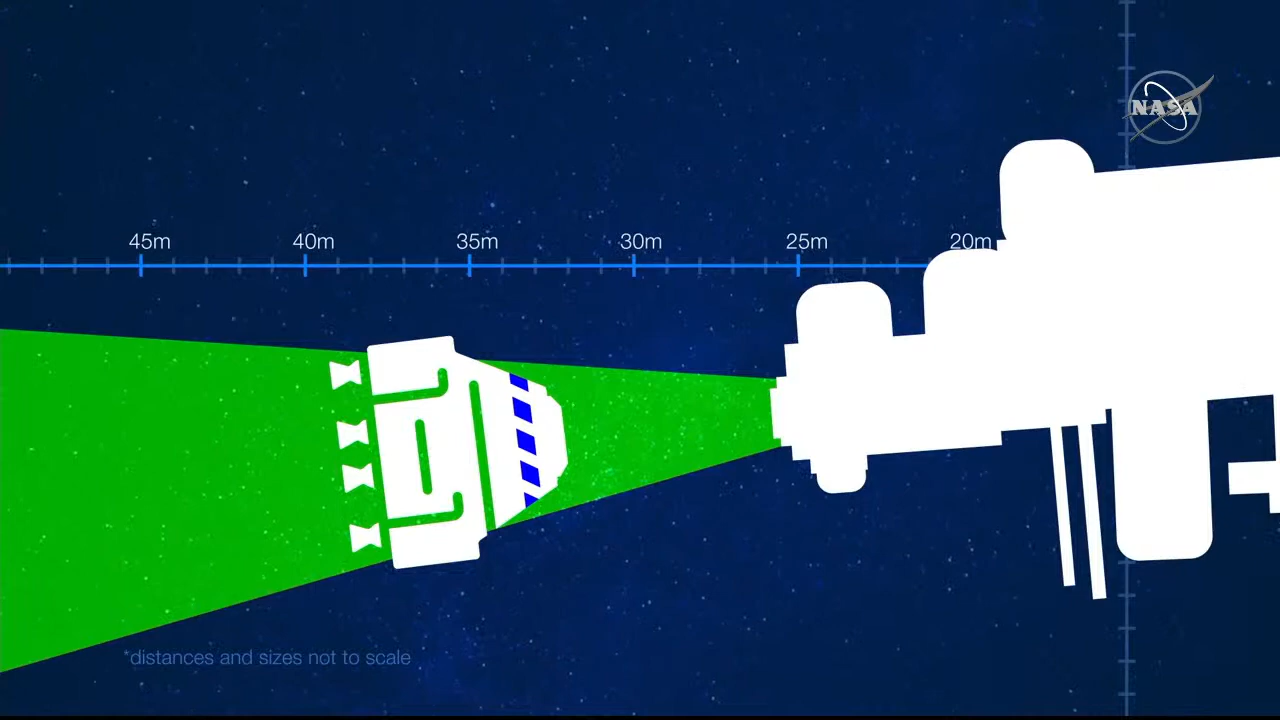 NASA
45m
40m
35m
30m
25m
20m
*distances and sizes not to scale